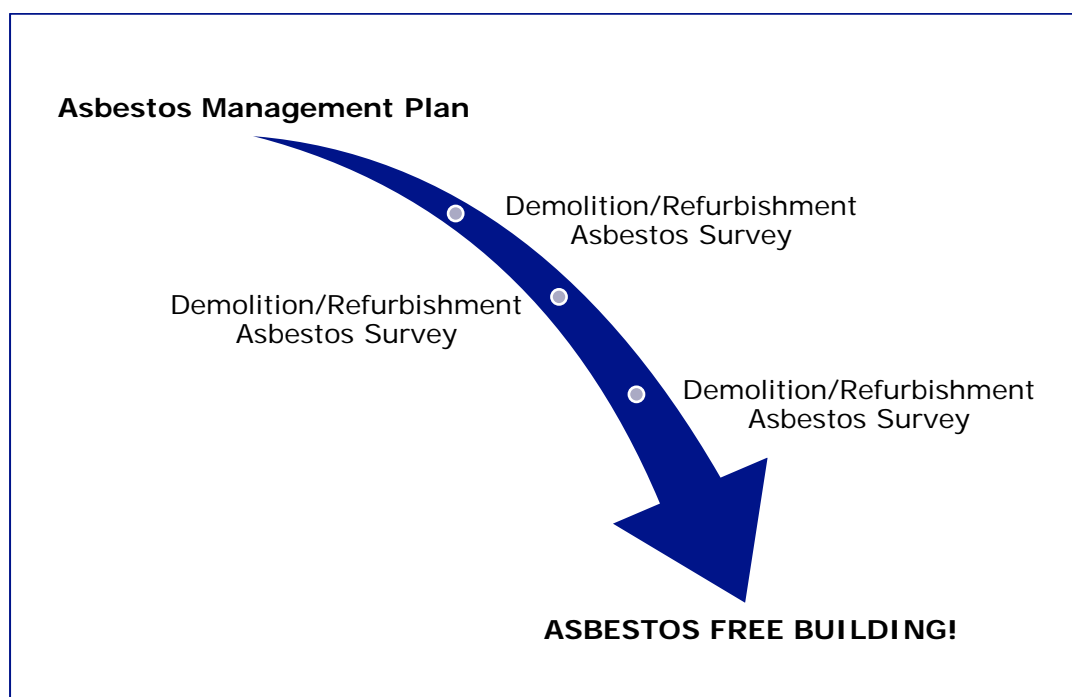 Asbestos Management Plan
Demolition/Refurbishment
Asbestos Survey
Demolition/Refurbishment
Asbestos Survey
Demolition/Refurbishment
Asbestos Survey
ASBESTOS FREE BUILDING!